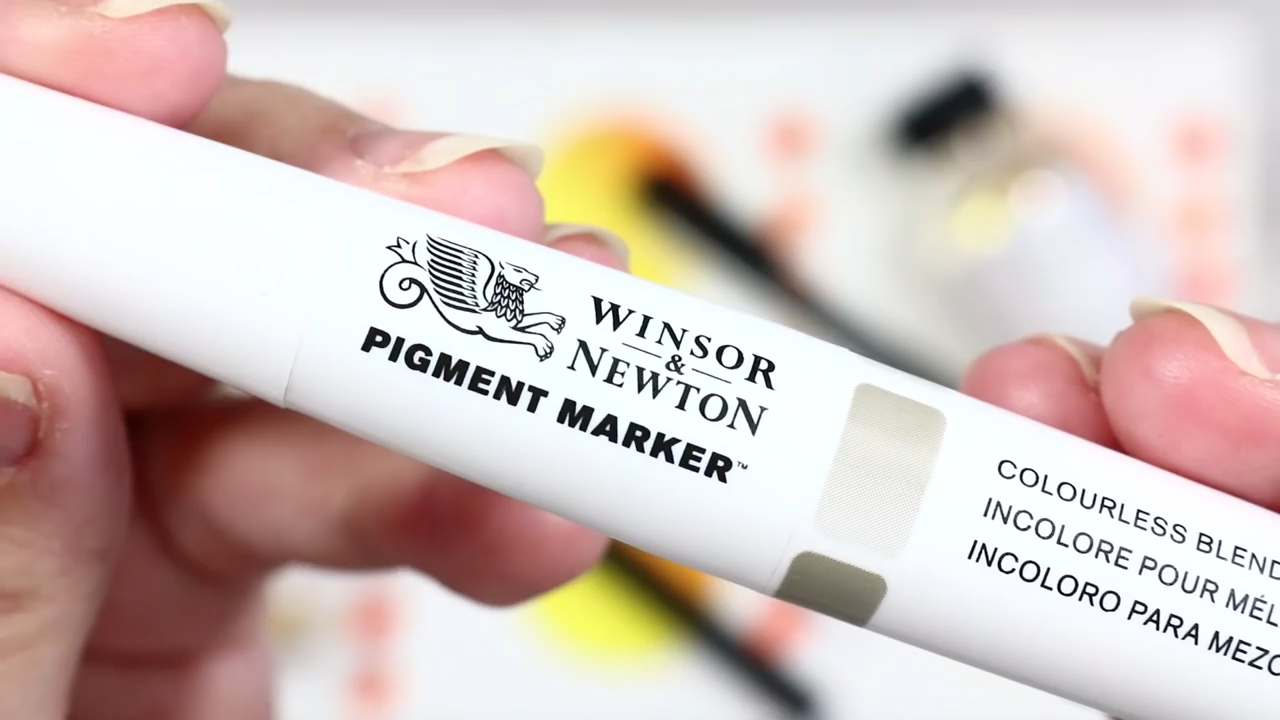 WINSOR
&
NEWTON
PIGMENT MARKER™
COLOURLESS BLEND
INCOLORE POUR MÉL
INCOLORO PARA MEZC